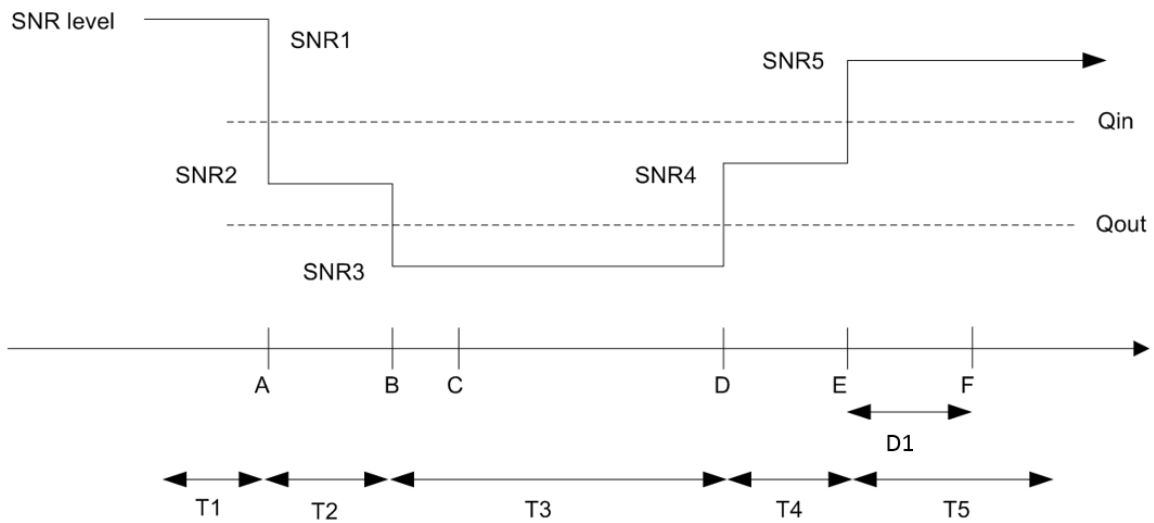 SNR level
SNR1
SNR5
Qin
SNR2
SNR4
Qout
SNR3
A B C D E F
D1
T1 T2 T3 T4 T5